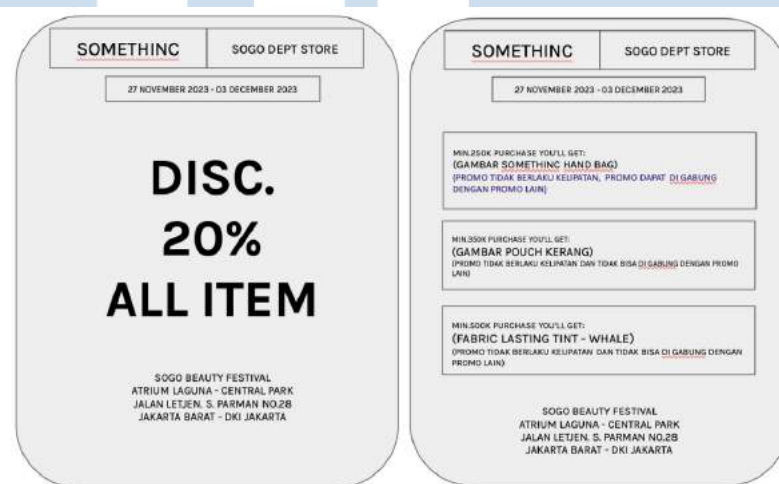 SOMETHINC
SOGO DEPT STORE
27 NOVEMBER 2023 - 03 DECEMBER 2023
DISC.
20%
ALL ITEM
SOGO BEAUTY FESTIVAL
ATRIUM LAGUNA - CENTRAL PARK
JALAN LETJEN. S. PARMAN NO.28
JAKARTA BARAT - DKI JAKARTA
SOMETHINC
SOGO DEPT STORE
27 NOVEMBER 2023 - 03 DECEMBER 2023
MIN.250K PURCHASE YOU'LL GET:
(GAMBAR SOMETHINC HAND BAG)
(PROMO TIDAK BERLAKU KELIPATAN, PROMO DAPAT DI GABUNG
DENGAN PROMO LAIN)
MIN.350K PURCHASE YOU'LL GET:
(GAMBAR POUCH KERANG)
(PROMO TIDAK BERLAKU KELIPATAN DAN TIDAK BISA DI GABUNG DENGAN PROMO
LAIN)
MIN.500K PURCHASE YOU'LL GET:
(FABRIC LASTING TINT - WHALE)
(PROMO TIDAK BERLAKU KELIPATAN DAN TIDAK BISA DI GABUNG DENGAN
PROMO LAIN)
SOGO BEAUTY FESTIVAL
ATRIUM LAGUNA - CENTRAL PARK
JALAN LETJEN. S. PARMAN NO.28
JAKARTA BARAT - DKI JAKARTA